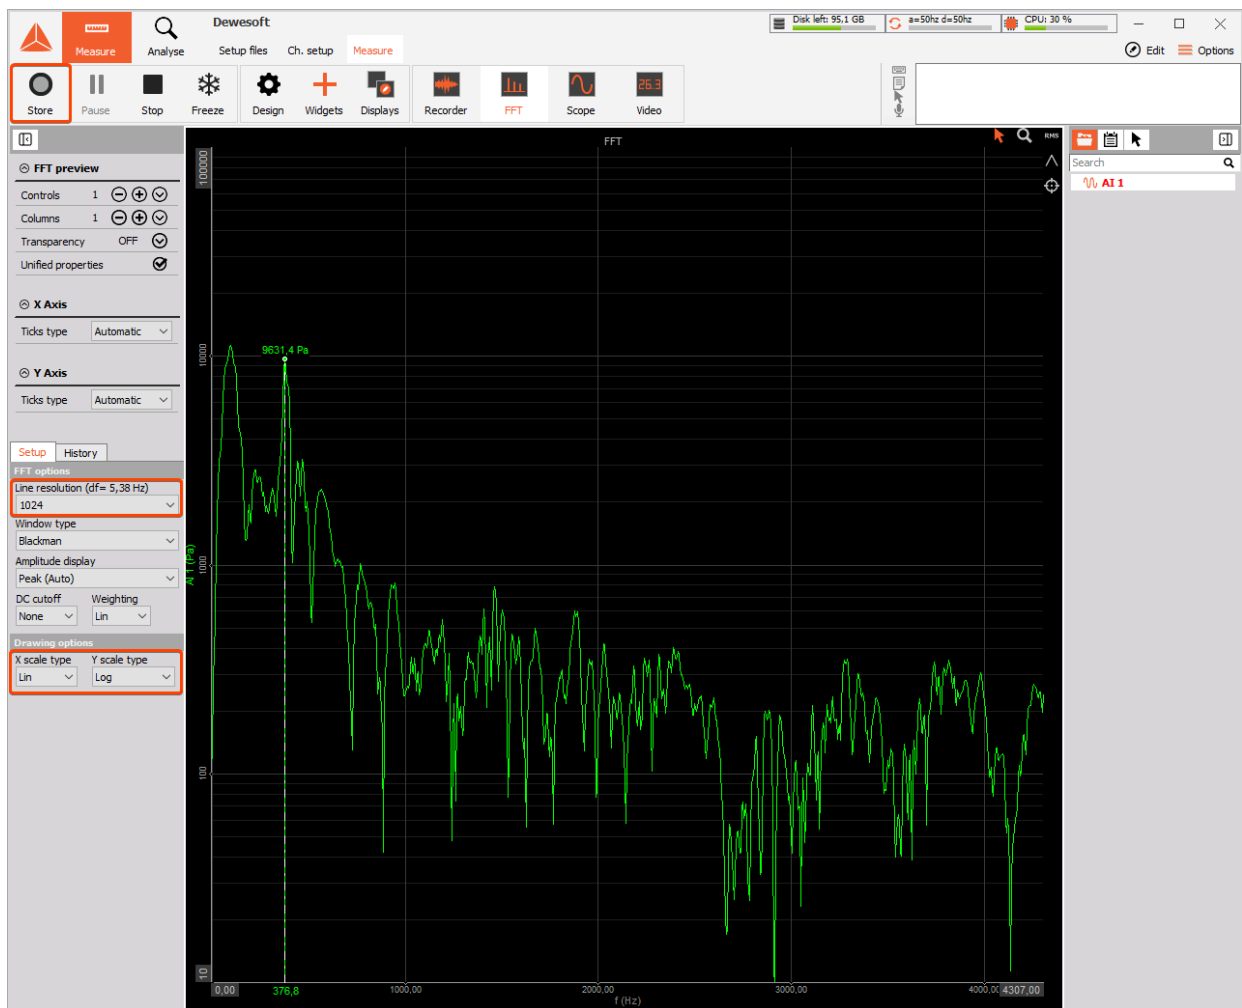 Dewesoft
Disk left: 95,1 GB
a=50hz d=50hz
CPU: 30 %
Measure
Analyse
Setup files
Ch. setup
Measure
Edit
Options
Store
Pause
Stop
Freeze
Design
Widgets
Displays
Recorder
FFT
Scope
26.3
Video
FFT preview
Controls 1
Columns 1
Transparency OFF
Unified properties
X Axis
Ticks type Automatic
Y Axis
Ticks type Automatic
Setup History
FFT options
Line resolution (df= 5,38 Hz)
1024
Window type
Blackman
Amplitude display
Peak (Auto)
DC cutoff Weighting
None Lin
Drawing options
X scale type Y scale type
Lin Log
FFT
RMS
100000
9631,4 Pa
10000
AI 1 (Pa)
1000
100
10
0,00
376,8
1000,00
2000,00
3000,00
4307,00
f (Hz)
Search
AI 1